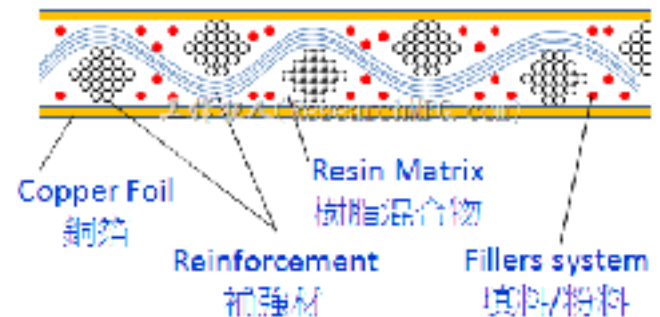 Resin Matrix
樹脂混合物
Copper Foil
銅箔
Reinforcement
補強材
Fillers system
填料/粉料